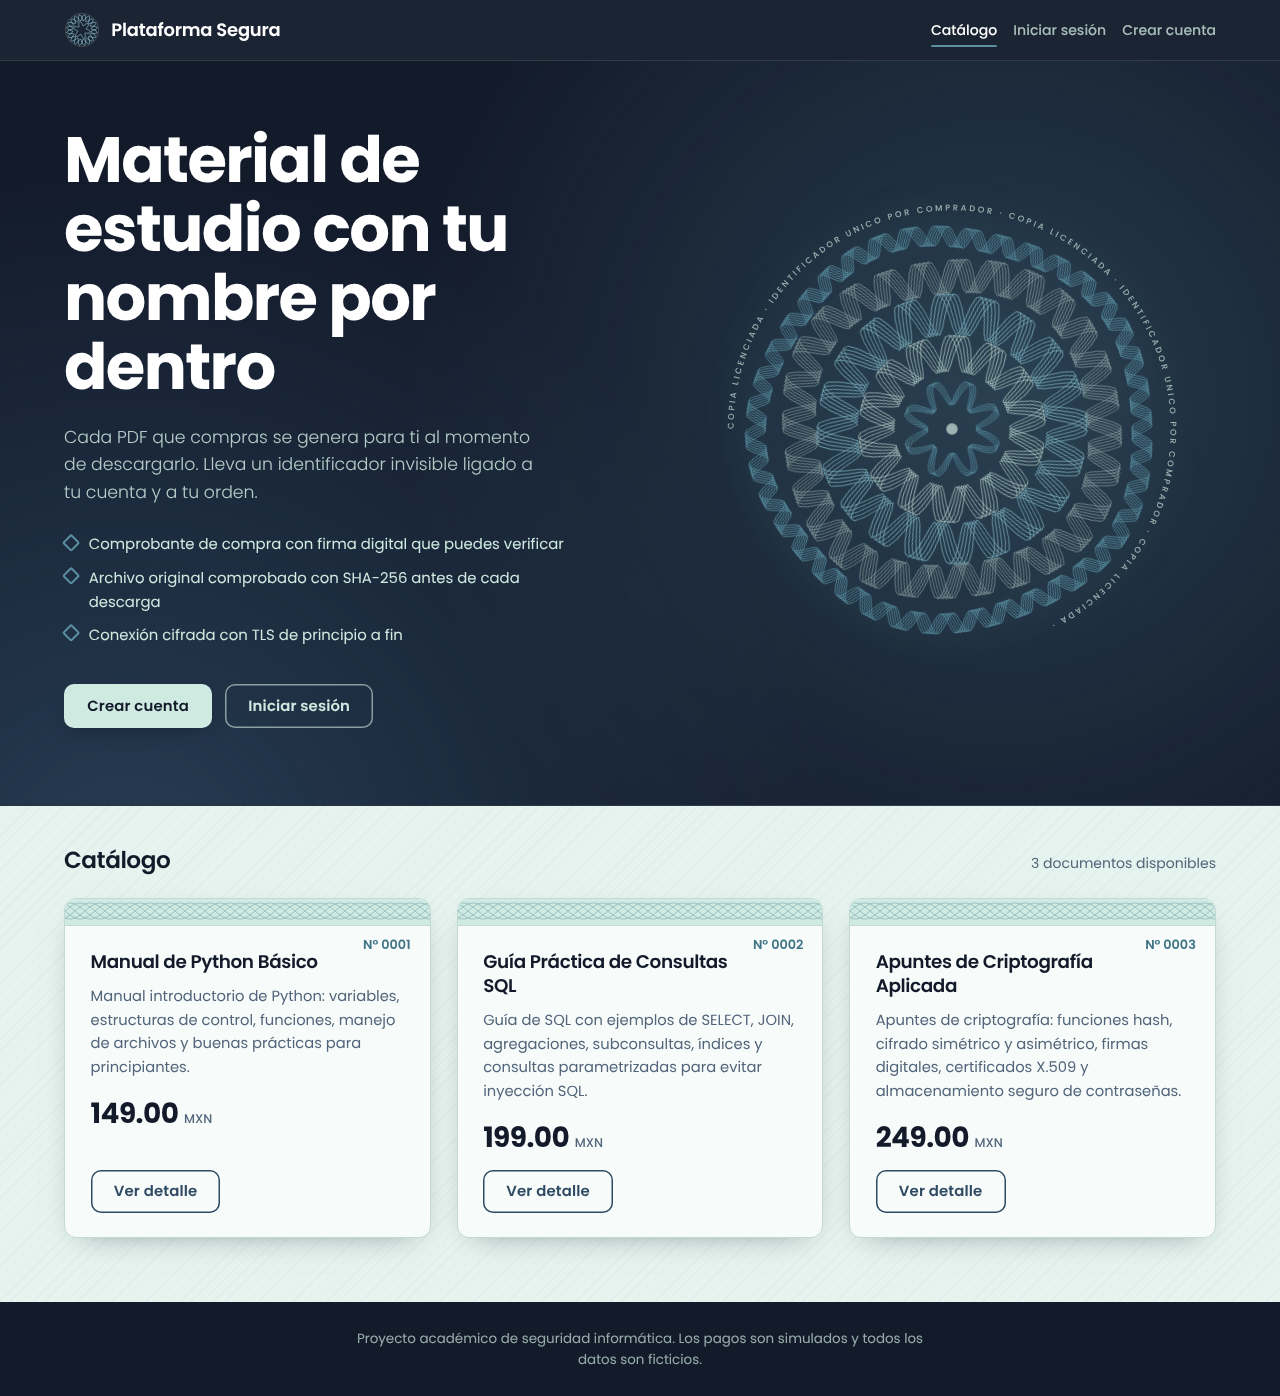 Plataforma Segura
Catálogo
Iniciar sesión
Crear cuenta
Material de
estudio con tu
nombre por
dentro
Cada PDF que compras se genera para ti al momento
de descargarlo. Lleva un identificador invisible ligado a
tu cuenta y a tu orden.
Comprobante de compra con firma digital que puedes verificar
Archivo original comprobado con SHA-256 antes de cada
descarga
Conexión cifrada con TLS de principio a fin
Crear cuenta
Iniciar sesión
COPIA LICENCIADA · IDENTIFICADOR UNICO POR COMPRADOR · COPIA LICENCIADA · IDENTIFICADOR UNICO POR COMPRADOR · COPIA LICENCIADA ·
Catálogo
3 documentos disponibles
Nº 0001
Manual de Python Básico
Manual introductorio de Python: variables,
estructuras de control, funciones, manejo
de archivos y buenas prácticas para
principiantes.
149.00 MXN
Ver detalle
Nº 0002
Guía Práctica de Consultas
SQL
Guía de SQL con ejemplos de SELECT, JOIN,
agregaciones, subconsultas, índices y
consultas parametrizadas para evitar
inyección SQL.
199.00 MXN
Ver detalle
Nº 0003
Apuntes de Criptografía
Aplicada
Apuntes de criptografía: funciones hash,
cifrado simétrico y asimétrico, firmas
digitales, certificados X.509 y
almacenamiento seguro de contraseñas.
249.00 MXN
Ver detalle
Proyecto académico de seguridad informática. Los pagos son simulados y todos los
datos son ficticios.